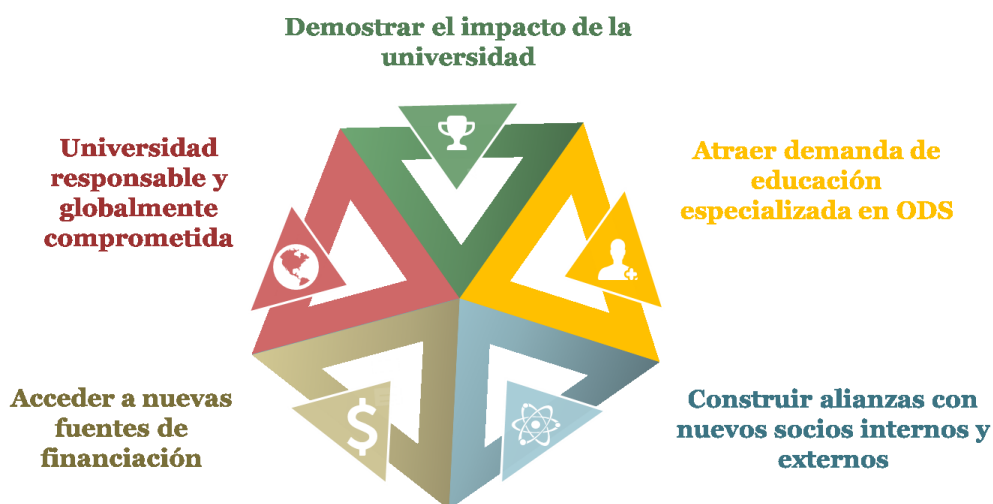 Demostrar el impacto de la
universidad
Universidad
responsable y
globalmente
comprometida
Atraer demanda de
educación
especializada en ODS
Acceder a nuevas
fuentes de
financiación
$
Construir alianzas con
nuevos socios internos y
externos